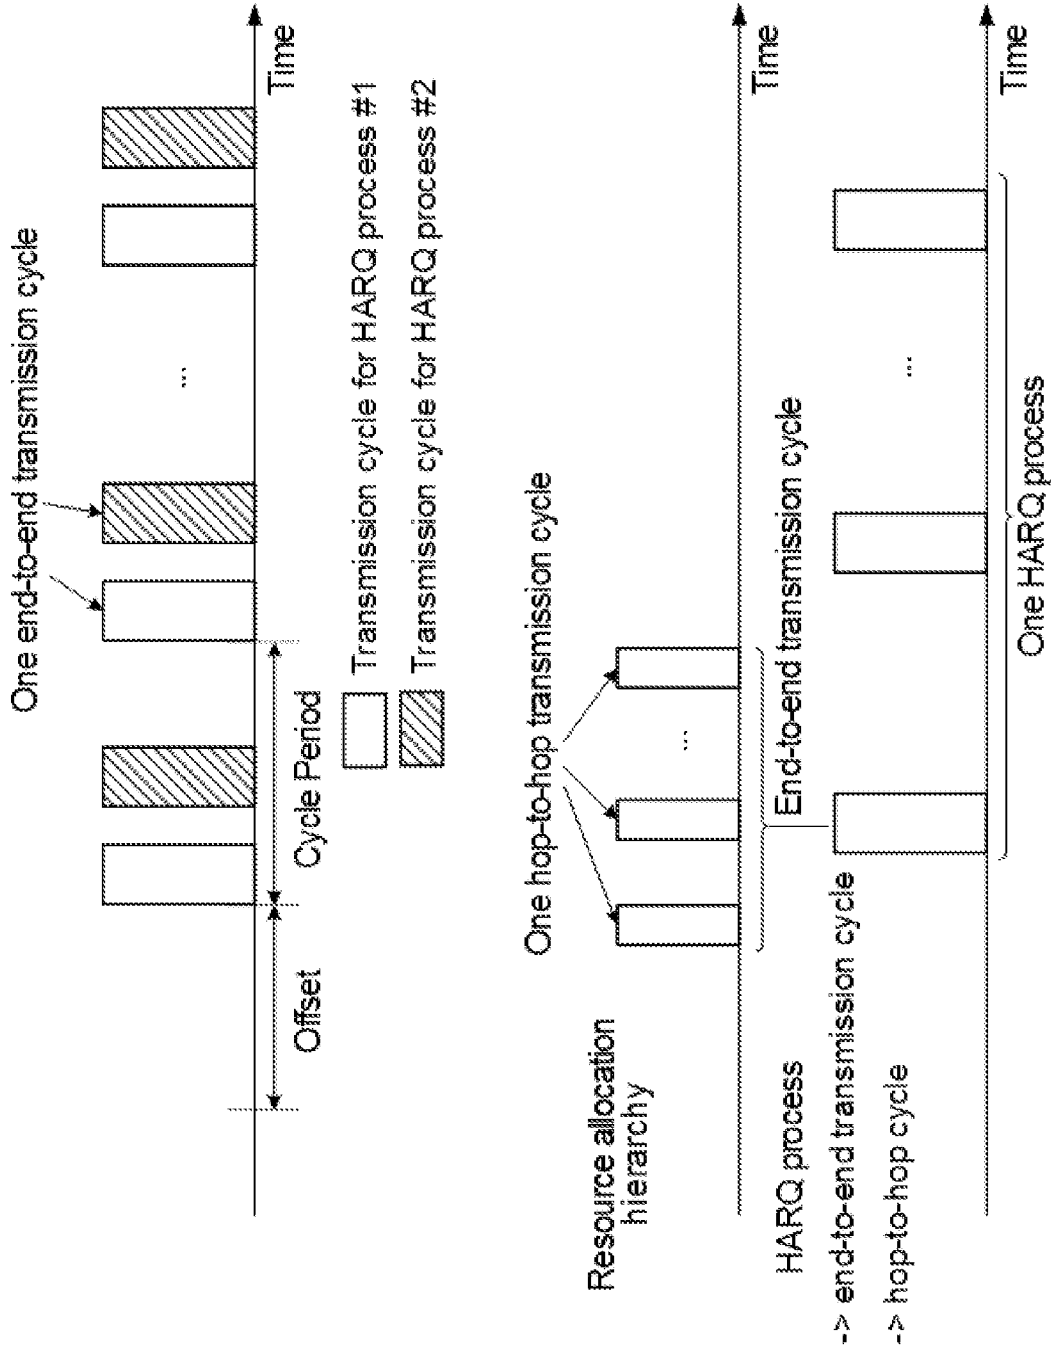 One end-to-end transmission cycle
...
Time
Offset
Cycle Period
Transmission cycle for HARQ process #1
Transmission cycle for HARQ process #2
One hop-to-hop transmission cycle
Resource allocation
hierarchy
...
Time
End-to-end transmission cycle
HARQ process
-> end-to-end transmission cycle
-> hop-to-hop cycle
...
Time
One HARQ process